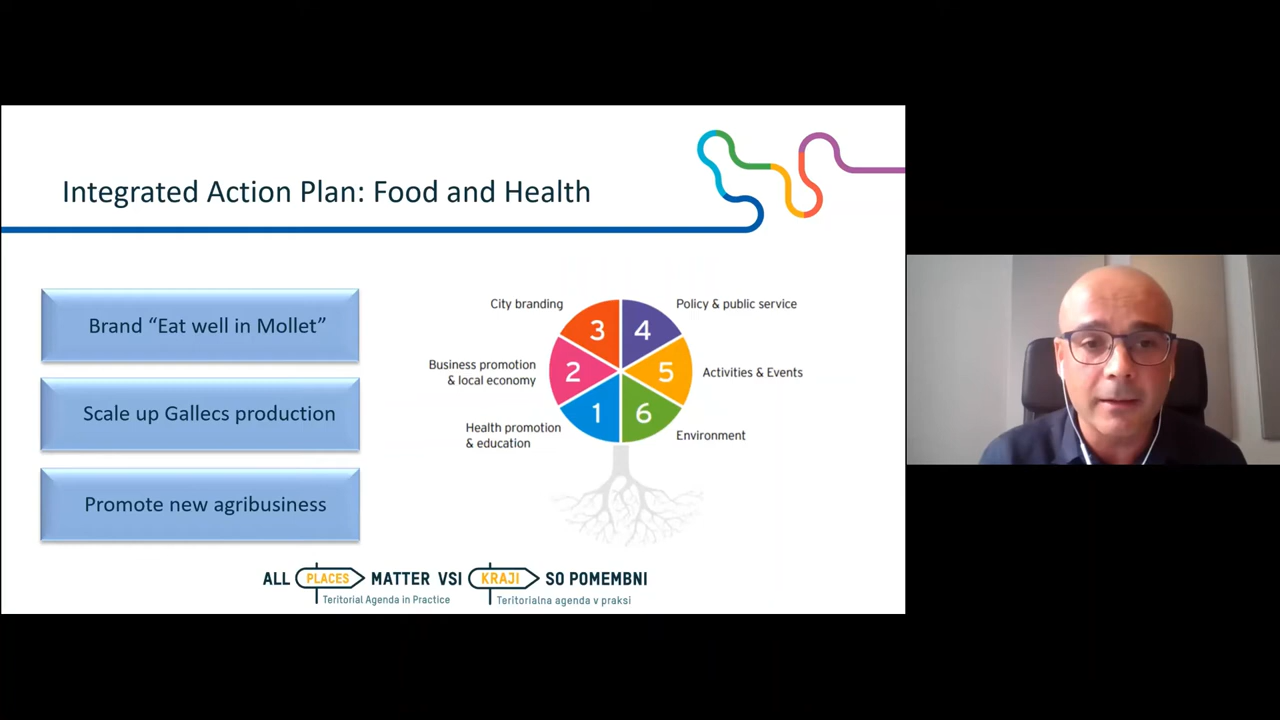 Integrated Action Plan: Food and Health
Brand “Eat well in Mollet”
Scale up Gallecs production
Promote new agribusiness
City branding
3
4
Policy & public service
Business promotion
& local economy
2
5
Activities & Events
Health promotion
& education
1
6
Environment
ALL PLACES MATTER VSI KRAJI SO POMEMBNI
Teritorial Agenda in Practice
Teritorialna agenda v praksi